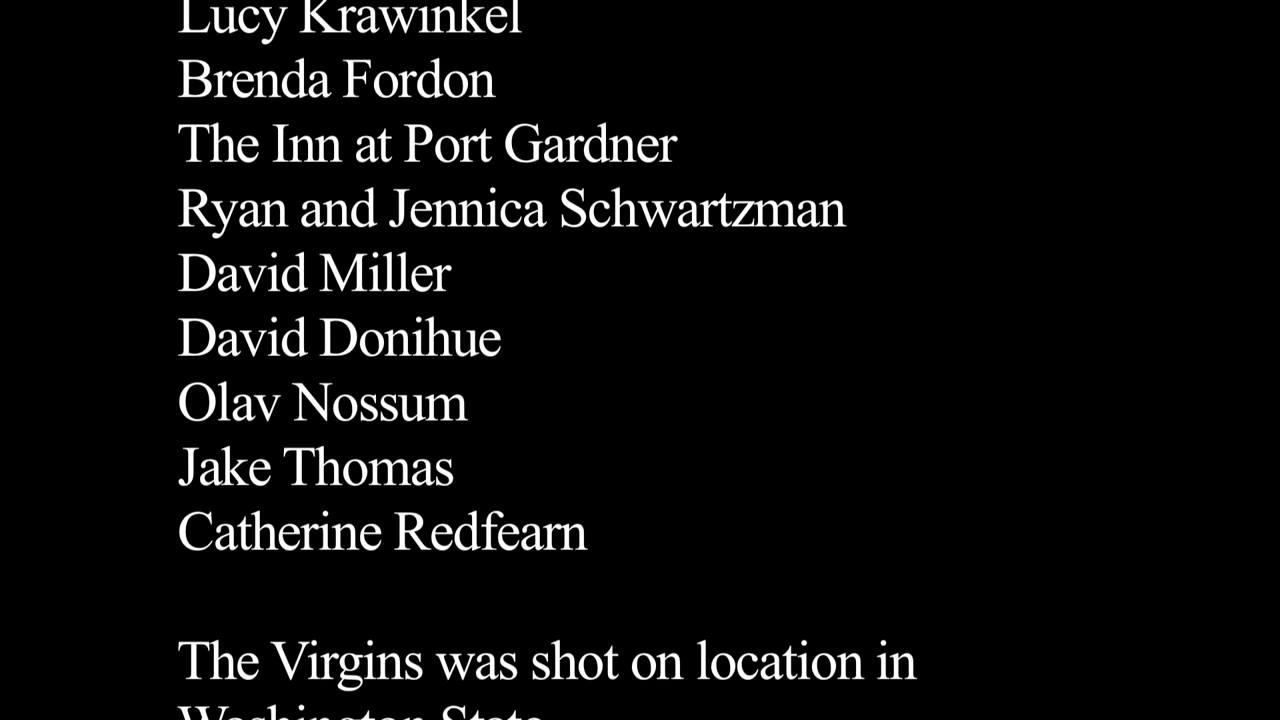 Lucy Krawinkel
Brenda Fordon
The Inn at Port Gardner
Ryan and Jennica Schwartzman
David Miller
David Donihue
Olav Nossum
Jake Thomas
Catherine Redfearn
The Virgins was shot on location in
Washington State